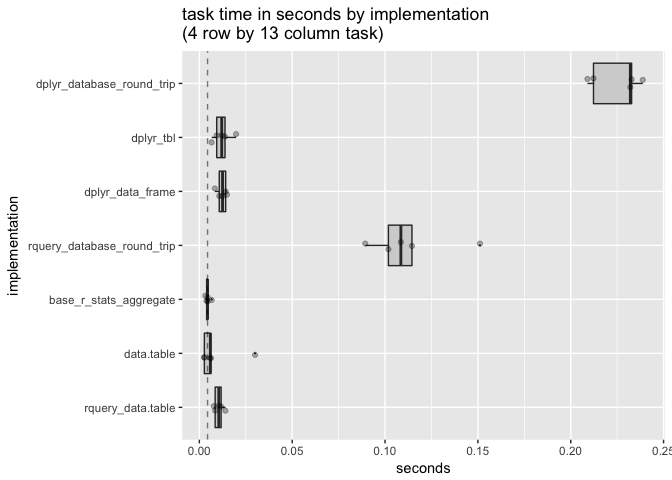 task time in seconds by implementation
(4 row by 13 column task)
implementation
dplyr_database_round_trip
dplyr_tbl
dplyr_data_frame
rquery_database_round_trip
base_r_stats_aggregate
data.table
rquery_data.table
0.00 0.05 0.10 0.15 0.20 0.25
seconds